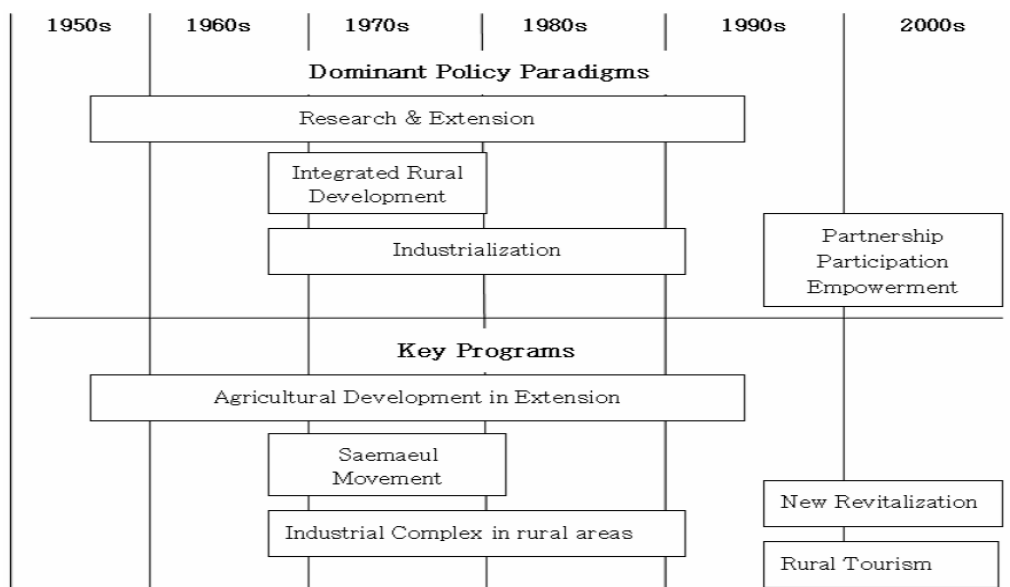 1950s 1960s 1970s 1980s 1990s 2000s
Dominant Policy Paradigms
Research & Extension
Integrated Rural
Development
Industrialization
Partnership
Participation
Empowerment
Key Programs
Agricultural Development in Extension
Saemaeul
Movement
New Revitalization
Industrial Complex in rural areas
Rural Tourism